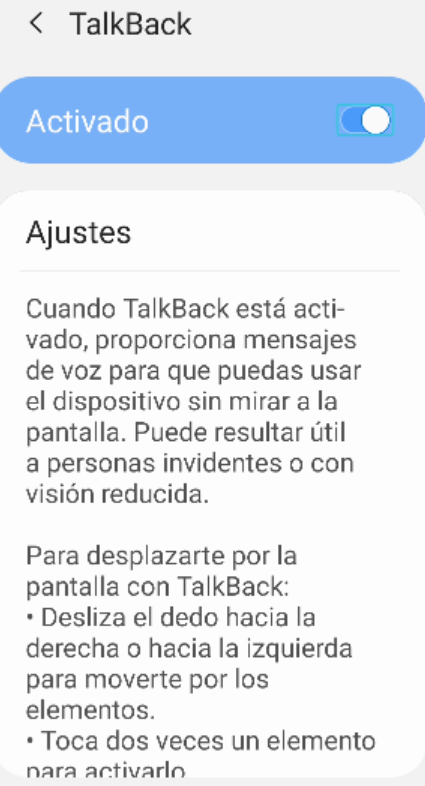 TalkBack
Activado
Ajustes
Cuando TalkBack está acti-
vado, proporciona mensajes
de voz para que puedas usar
el dispositivo sin mirar a la
pantalla. Puede resultar útil
a personas invidentes o con
visión reducida.
Para desplazarte por la
pantalla con TalkBack:
• Desliza el dedo hacia la
derecha o hacia la izquierda
para moverte por los
elementos.
• Toca dos veces un elemento
para activarlo